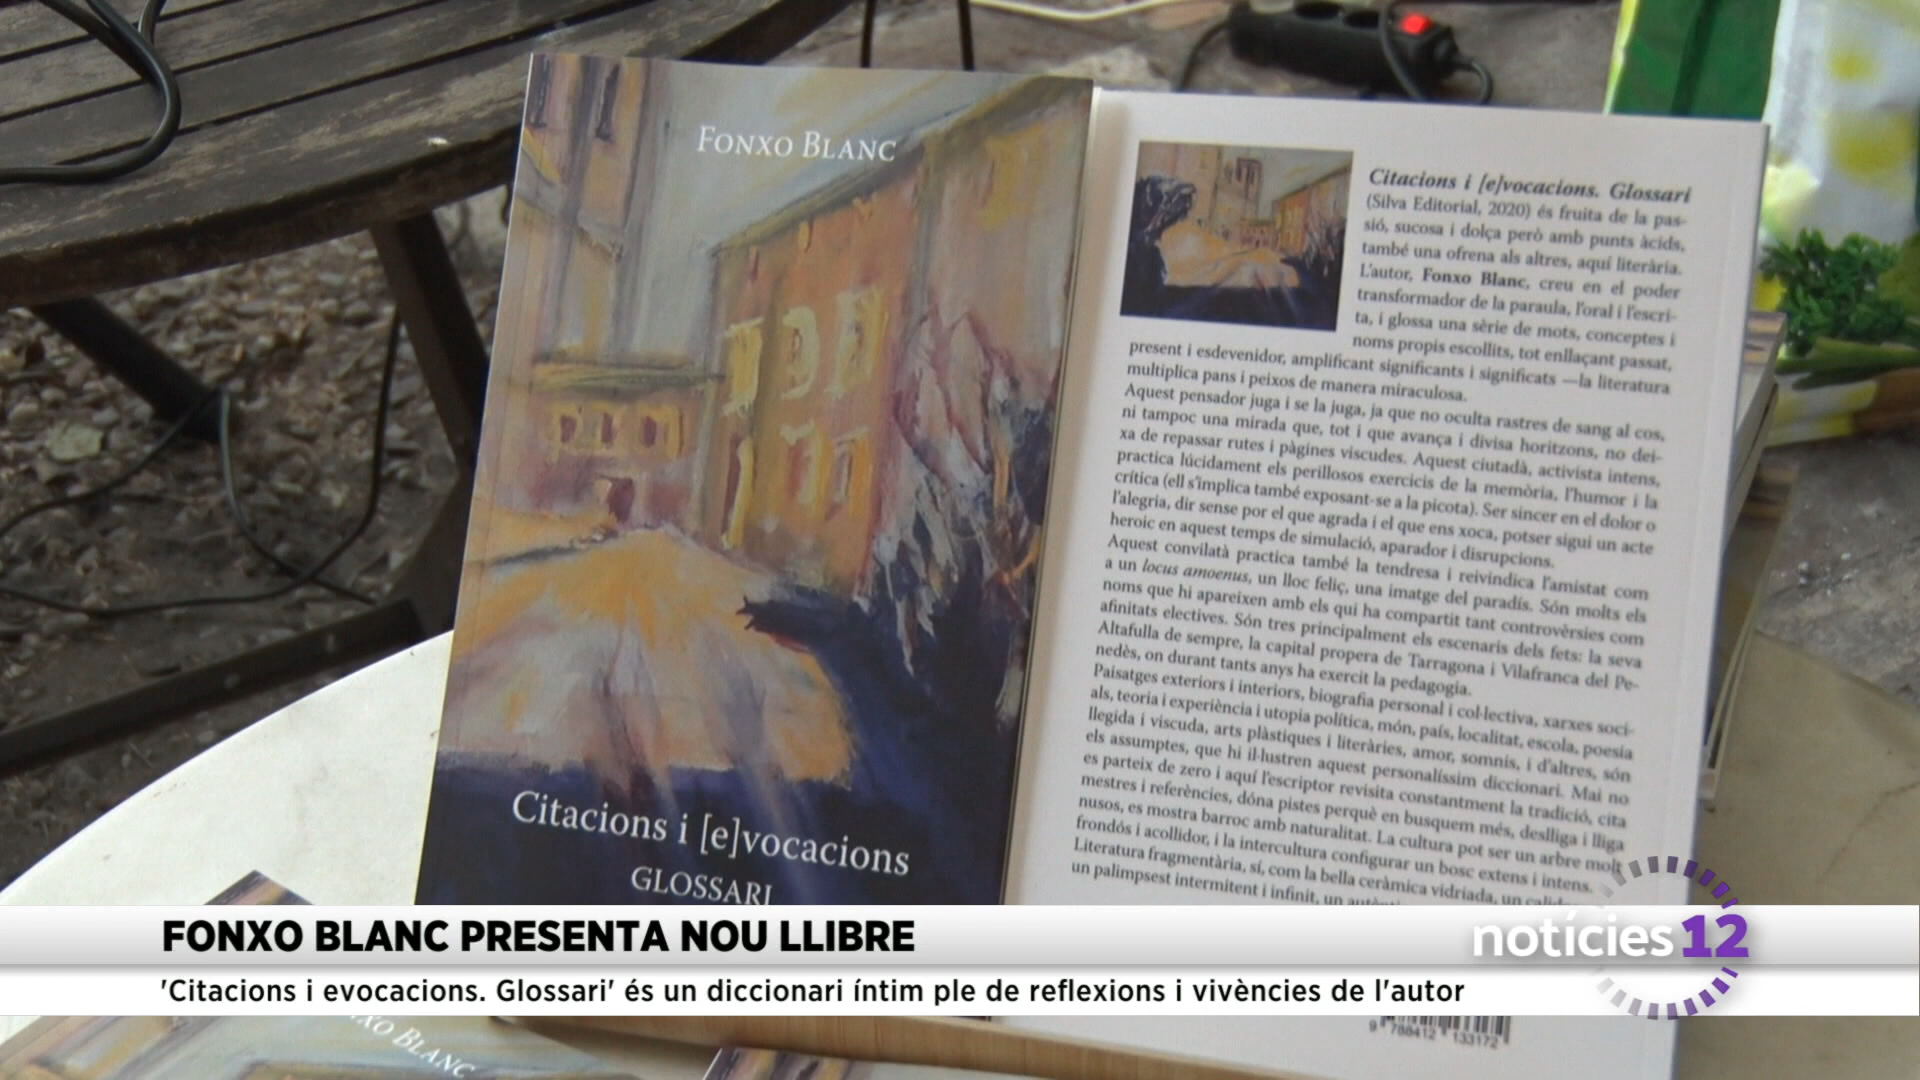 FONXO BLANC
Citacions i [e]vocacions
GLOSSARI
Citacions i [e]vocacions. Glossari
(Silva Editorial, 2020) és fruita de la pas-
sió, sucosa i dolça però amb punts àcids,
també una ofrena als altres, aquí literària.
L'autor, Fonxo Blanc, creu en el poder
transformador de la paraula, l'oral i l'escri-
ta, i glossa una sèrie de mots, conceptes i
noms propis escollits, tot enllaçant passat,
present i esdevenidor, amplificant significants i significats —la literatura
multiplica pans i peixos de manera miraculosa.
Aquest pensador juga i se la juga, ja que no oculta rastres de sang al cos,
ni tampoc una mirada que, tot i que avança i divisa horitzons, no dei-
xa de repassar rutes i pàgines viscudes. Aquest ciutadà, activista intens,
practica lúcidament els perillosos exercicis de la memòria, l'humor i la
crítica (ell s'implica també exposant-se a la picota). Ser sincer en el dolor o
l'alegria, dir sense por el que agrada i el que ens xoca, potser sigui un acte
heroic en aquest temps de simulació, aparador i disrupcions.
Aquest convilatà practica també la tendresa i reivindica l'amistat com
a un locus amoenus, un lloc feliç, una imatge del paradís. Són molts els
noms que hi apareixen amb els qui ha compartit tant controvèrsies com
afinitats electives. Són tres principalment els escenaris dels fets: la seva
Altafulla de sempre, la capital propera de Tarragona i Vilafranca del Pe-
nedès, on durant tants anys ha exercit la pedagogia.
Paisatges exteriors i interiors, biografia personal i col·lectiva, xarxes soci-
als, teoria i experiència i utopia política, món, país, localitat, escola, poesia
llegida i viscuda, arts plàstiques i literàries, amor, somnis, i d'altres, són
els assumptes, que hi il·lustren aquest personalíssim diccionari. Mai no
es parteix de zero i aquí l'escriptor revisita constantment la tradició, cita
mestres i referències, dóna pistes perquè en busquem més, deslliga i lliga
nusos, es mostra barroc amb naturalitat. La cultura pot ser un arbre molt
frondós i acollidor, i la intercultura configurar un bosc extens i intens.
Literatura fragmentària, sí, com la bella ceràmica vidriada, un
un palimpsest intermitent i infinit, un
FONXO BLANC PRESENTA NOU LLIBRE
notícies12
'Citacions i evocacions. Glossari' és un diccionari íntim ple de reflexions i vivències de l'autor
9 788412 133172
XO BLANC